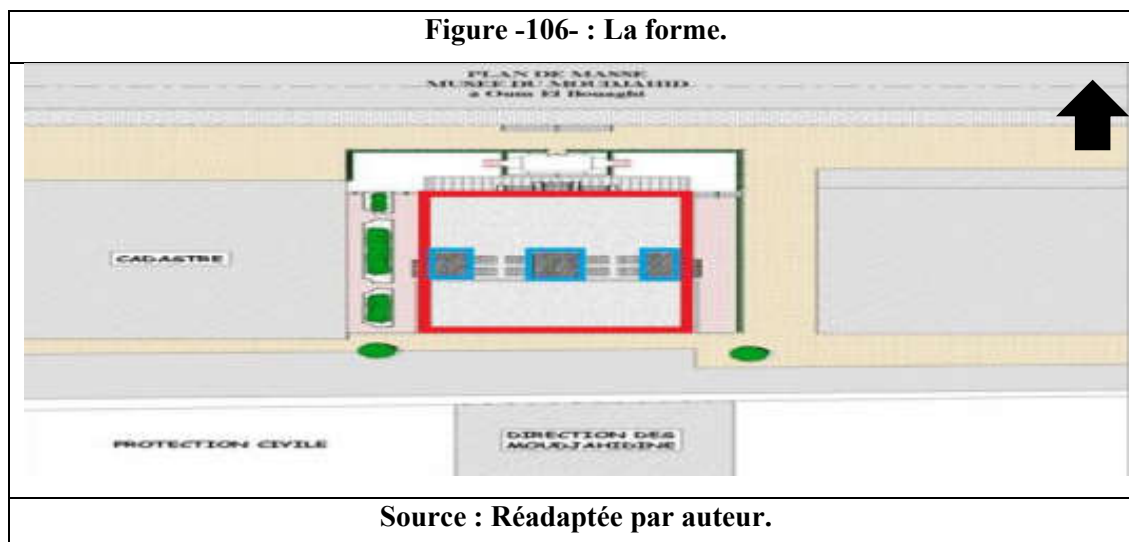 Figure -106- : La forme.
PLAN DE MASSE
MUSEE DU MOUDJAHID
à Oum El Bouaghi
CADASTRE
PROTECTION CIVILE
DIRECTION DES
MOUDJAHIDINE
Source : Réadaptée par auteur.